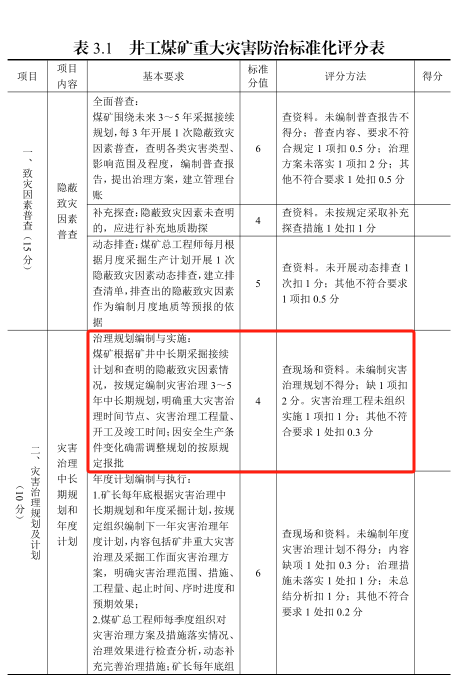 表 3.1 井工煤矿重大灾害防治标准化评分表
项目
项目
内容
基本要求
标准
分值
评分方法
得分
一、致灾因素普查（15分）
隐蔽
致灾
因素
普查
全面普查：
煤矿围绕未来 3～5 年采掘接续
规划，每 3 年开展 1 次隐蔽致灾
因素普查，查明各类灾害类型、
影响范围及程度，编制普查报
告，提出治理方案，建立管理台
账
6
查资料。未编制普查报告不
得分；普查内容、要求不符
合规定 1 项扣 0.5 分；治理
方案未落实 1 项扣 2 分；其
他不符合要求 1 处扣 0.5 分
补充探查：隐蔽致灾因素未查明
的，应进行补充地质勘探
4
查资料。未按规定采取补充
探查措施 1 处扣 1 分
动态排查：煤矿总工程师每月根
据月度采掘生产计划开展 1 次
隐蔽致灾因素动态排查，建立排
查清单，排查出的隐蔽致灾因素
作为编制月度地质等预报的依
据
5
查资料。未开展动态排查 1
次扣 1 分；其他不符合要求
1 项扣 0.5 分
二、灾害治理规划及计划
（10分）
灾害
治理
中长
期规
划和
年度
计划
治理规划编制与实施：
煤矿根据矿井中长期采掘接续
计划和查明的隐蔽致灾因素情
况，按规定编制灾害治理 3～5
年中长期规划，明确重大灾害治
理时间节点、灾害治理工程量、
开工及竣工时间；因安全生产条
件变化确需调整规划的按原规
定报批
4
查现场和资料。未编制灾害
治理规划不得分；缺 1 项扣
2 分。灾害治理工程未组织
实施 1 项扣 1 分；其他不符
合要求 1 处扣 0.3 分
年度计划编制与执行：
1.矿长每年底根据灾害治理中
长期规划和年度采掘计划，按规
定组织编制下一年灾害治理年
度计划，内容包括矿井重大灾害
治理及采掘工作面灾害治理方
案，明确灾害治理范围、措施、
工程量、起止时间、序时进度和
预期效果；
2.煤矿总工程师每季度组织对
灾害治理方案及措施落实情况、
治理效果进行检查分析，动态补
充完善治理措施；矿长每年底组
6
查现场和资料。未编制年度
灾害治理计划不得分；内容
缺项 1 处扣 0.3 分；治理措
施未落实 1 处扣 1 分；未总
结分析扣 1 分；其他不符合
要求 1 处扣 0.2 分